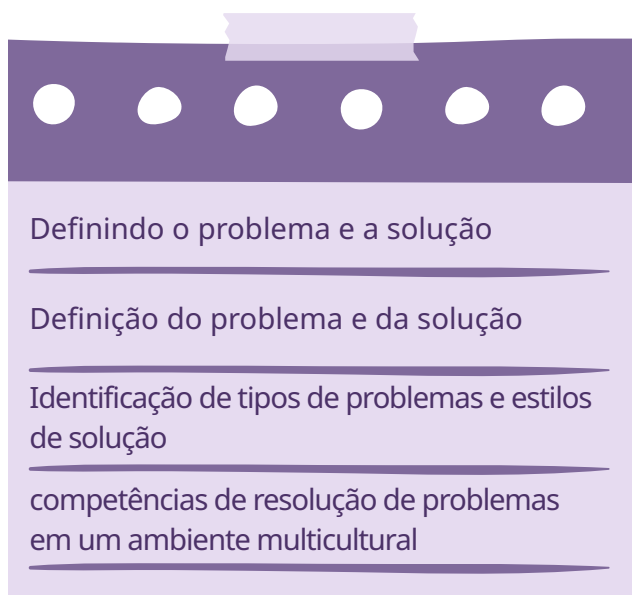 Definindo o problema e a solução
Definição do problema e da solução
Identificação de tipos de problemas e estilos
de solução
competências de resolução de problemas
em um ambiente multicultural